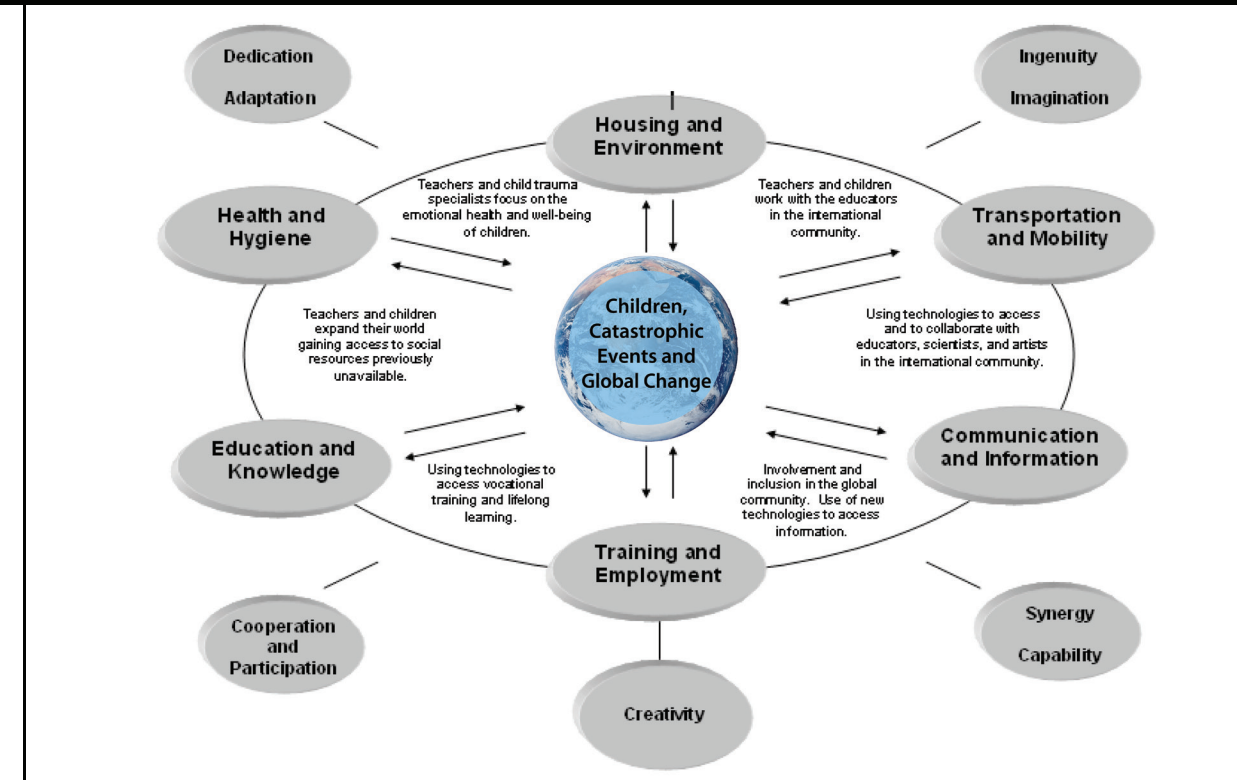 Dedication
Adaptation
Ingenuity
Imagination
Housing and
Environment
Teachers and child trauma
specialists focus on the
emotional health and well-being
of children.
Teachers and children
work with the educators
in the international
community.
Health and
Hygiene
Transportation
and Mobility
Children,
Catastrophic
Events and
Global Change
Teachers and children
expand their world
gaining access to social
resources previously
unavailable.
Using technologies to access
and to collaborate with
educators, scientists, and artists
in the international community.
Education and
Knowledge
Communication
and Information
Using technologies to
access vocational
training and lifelong
learning.
Involvement and
inclusion in the global
community. Use of new
technologies to access
information.
Training and
Employment
Cooperation
and
Participation
Synergy
Capability
Creativity